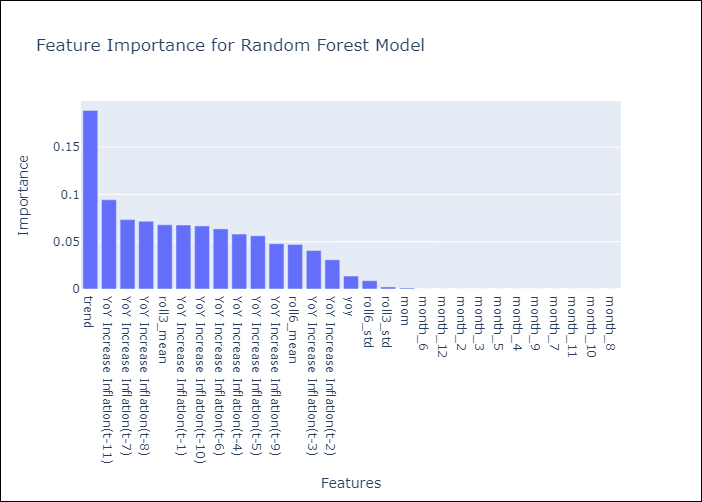 Feature Importance for Random Forest Model
Importance
0.15
0.1
0.05
0
trend
YoY Increase Inflation(t-11)
YoY Increase Inflation(t-7)
YoY Increase Inflation(t-8)
roll3_mean
YoY Increase Inflation(t-1)
YoY Increase Inflation(t-10)
YoY Increase Inflation(t-6)
YoY Increase Inflation(t-4)
YoY Increase Inflation(t-5)
YoY Increase Inflation(t-9)
roll6_mean
YoY Increase Inflation(t-3)
YoY Increase Inflation(t-2)
yoy
roll6_std
roll3_std
mom
month_6
month_12
month_2
month_3
month_5
month_4
month_9
month_7
month_11
month_10
month_8
Features